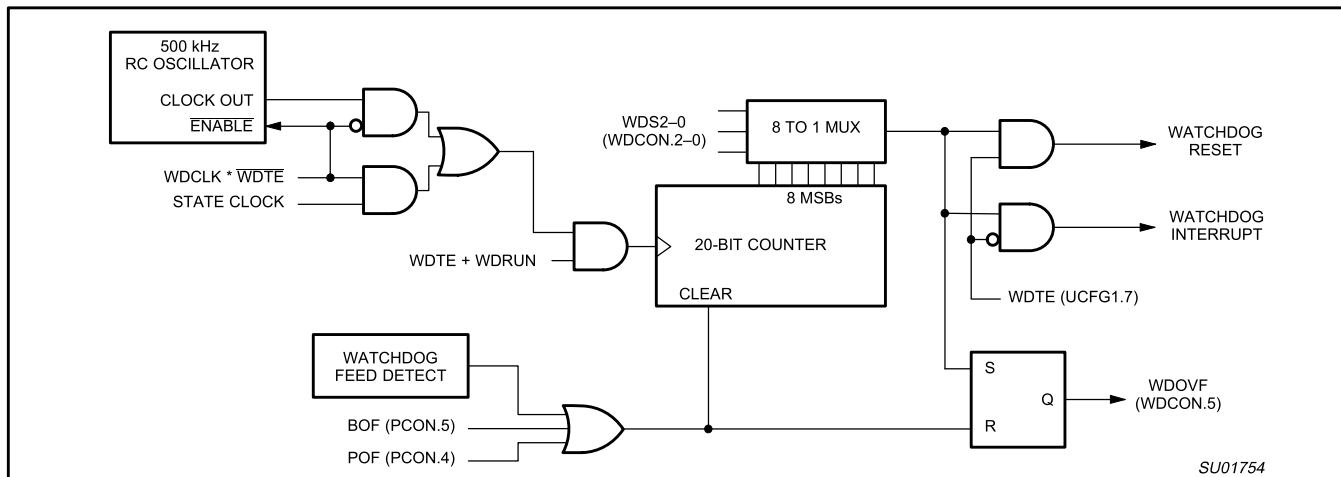 500 kHz
RC OSCILLATOR
CLOCK OUT
ENABLE
WDCLK * WDTE
STATE CLOCK
WDS2–0
(WDCON.2–0)
8 TO 1 MUX
8 MSBs
20-BIT COUNTER
CLEAR
WDTE + WDRUN
WATCHDOG
RESET
WATCHDOG
INTERRUPT
WDTE (UCFG1.7)
WATCHDOG
FEED DETECT
BOF (PCON.5)
POF (PCON.4)
S
Q
R
WDOVF
(WDCON.5)
SU01754